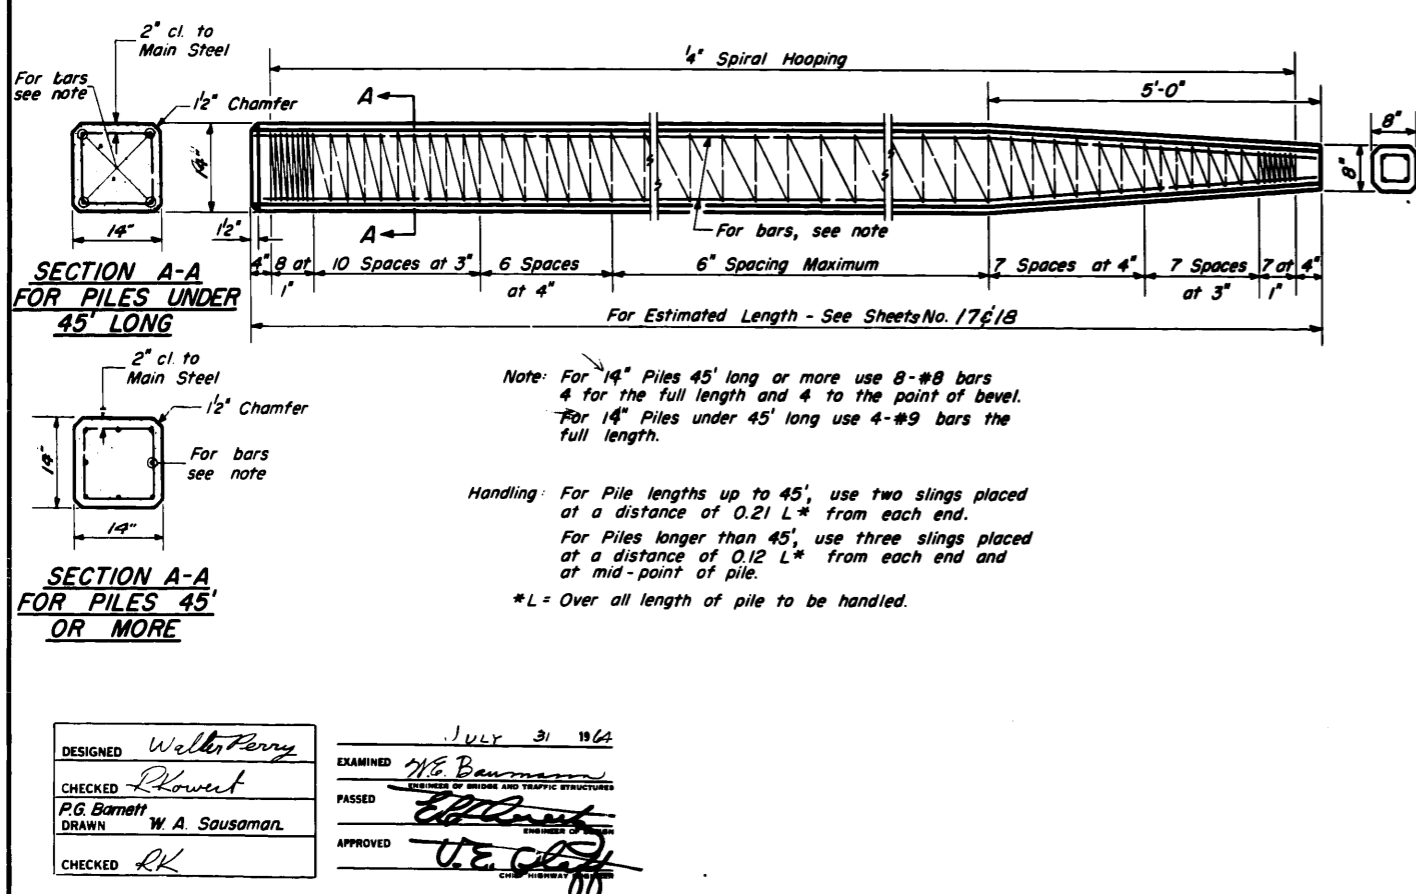 2" cl. to
Main Steel
For bars
see note
1½" Chamfer
14"
14"
SECTION A-A
FOR PILES UNDER
45' LONG
¼" Spiral Hooping
5'-0"
A
A
8"
8"
For bars, see note
1½"
4" 8 at 1" 10 Spaces at 3" 6 Spaces at 4" 6" Spacing Maximum 7 Spaces at 4" 7 Spaces at 3" 7 at 1" 4"
For Estimated Length - See Sheets No. 17¢18
2" cl. to
Main Steel
1½" Chamfer
14"
For bars
see note
14"
SECTION A-A
FOR PILES 45'
OR MORE
Note: For 14" Piles 45' long or more use 8-#8 bars
4 for the full length and 4 to the point of bevel.
For 14" Piles under 45' long use 4-#9 bars the
full length.
Handling: For Pile lengths up to 45', use two slings placed
at a distance of 0.21 L* from each end.
For Piles longer than 45', use three slings placed
at a distance of 0.12 L* from each end and
at mid-point of pile.
*L = Over all length of pile to be handled.
DESIGNED Walter Perry
CHECKED R Kowert
P.G. Barnett
DRAWN W. A. Sausaman
CHECKED RK
JULY 31 1964
EXAMINED W.E. Baumann
ENGINEER OF BRIDGE AND TRAFFIC STRUCTURES
PASSED
ENGINEER OF DESIGN
APPROVED V.E. Staff
CHIEF HIGHWAY ENGINEER